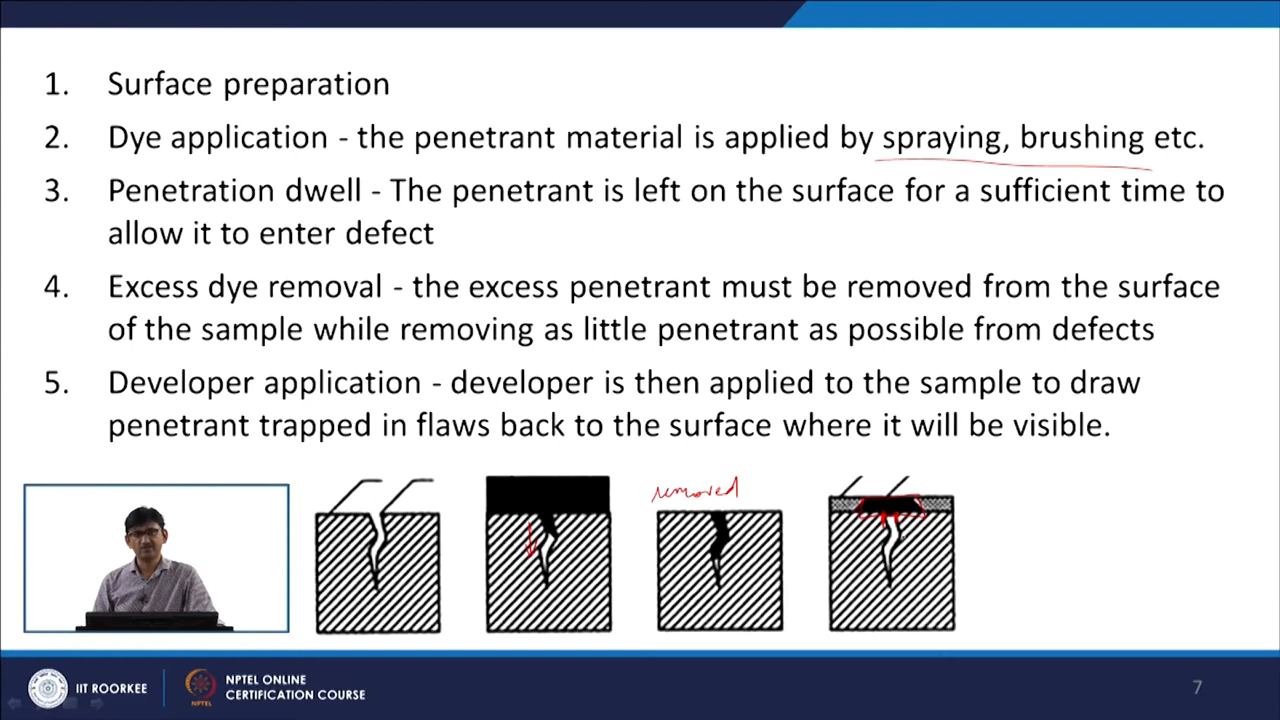 1. Surface preparation
2. Dye application - the penetrant material is applied by spraying, brushing etc.
3. Penetration dwell - The penetrant is left on the surface for a sufficient time to
allow it to enter defect
4. Excess dye removal - the excess penetrant must be removed from the surface
of the sample while removing as little penetrant as possible from defects
5. Developer application - developer is then applied to the sample to draw
penetrant trapped in flaws back to the surface where it will be visible.
removed
IIT ROORKEE
NPTEL
NPTEL ONLINE
CERTIFICATION COURSE
7